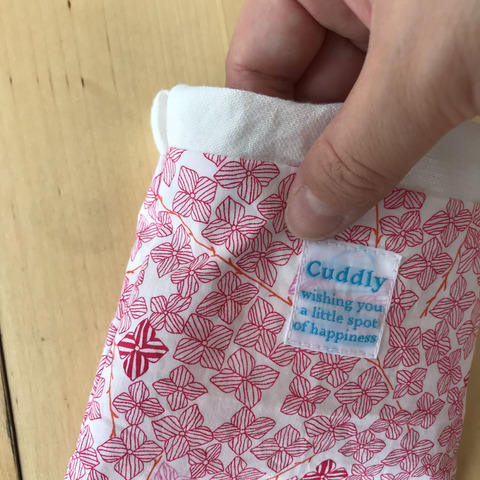 Cuddly
wishing you
a little spot
of happiness